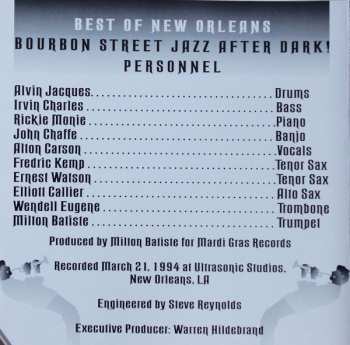 BEST OF NEW ORLEANS
BOURBON STREET JAZZ AFTER DARK!
PERSONNEL
Alvin Jacques..............................Drums
Irvin Charles..............................Bass
Rickie Monie..............................Piano
John Chaffe..............................Banjo
Alton Carson..............................Vocals
Fredric Kemp..............................Tenor Sax
Ernest Watson..............................Tenor Sax
Elliott Callier..............................Alto Sax
Wendell Eugene..............................Trombone
Milton Batiste..............................Trumpet
Produced by Milton Batiste for Mardi Gras Records
Recorded March 21, 1994 at Ultrasonic Studios,
New Orleans, LA
Engineered by Steve Reynolds
Executive Producer: Warren Hildebrand